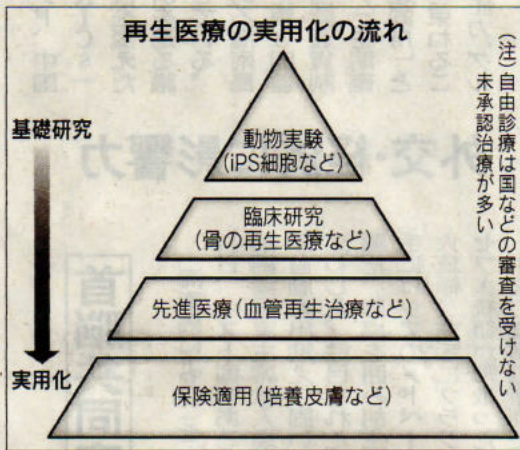 再生医療の実用化の流れ
基礎研究
実用化
動物実験
(iPS細胞など)
臨床研究
(骨の再生医療など)
先進医療(血管再生治療など)
保険適用(培養皮膚など)
(注)自由診療は国などの審査を受けない
未承認治療が多い